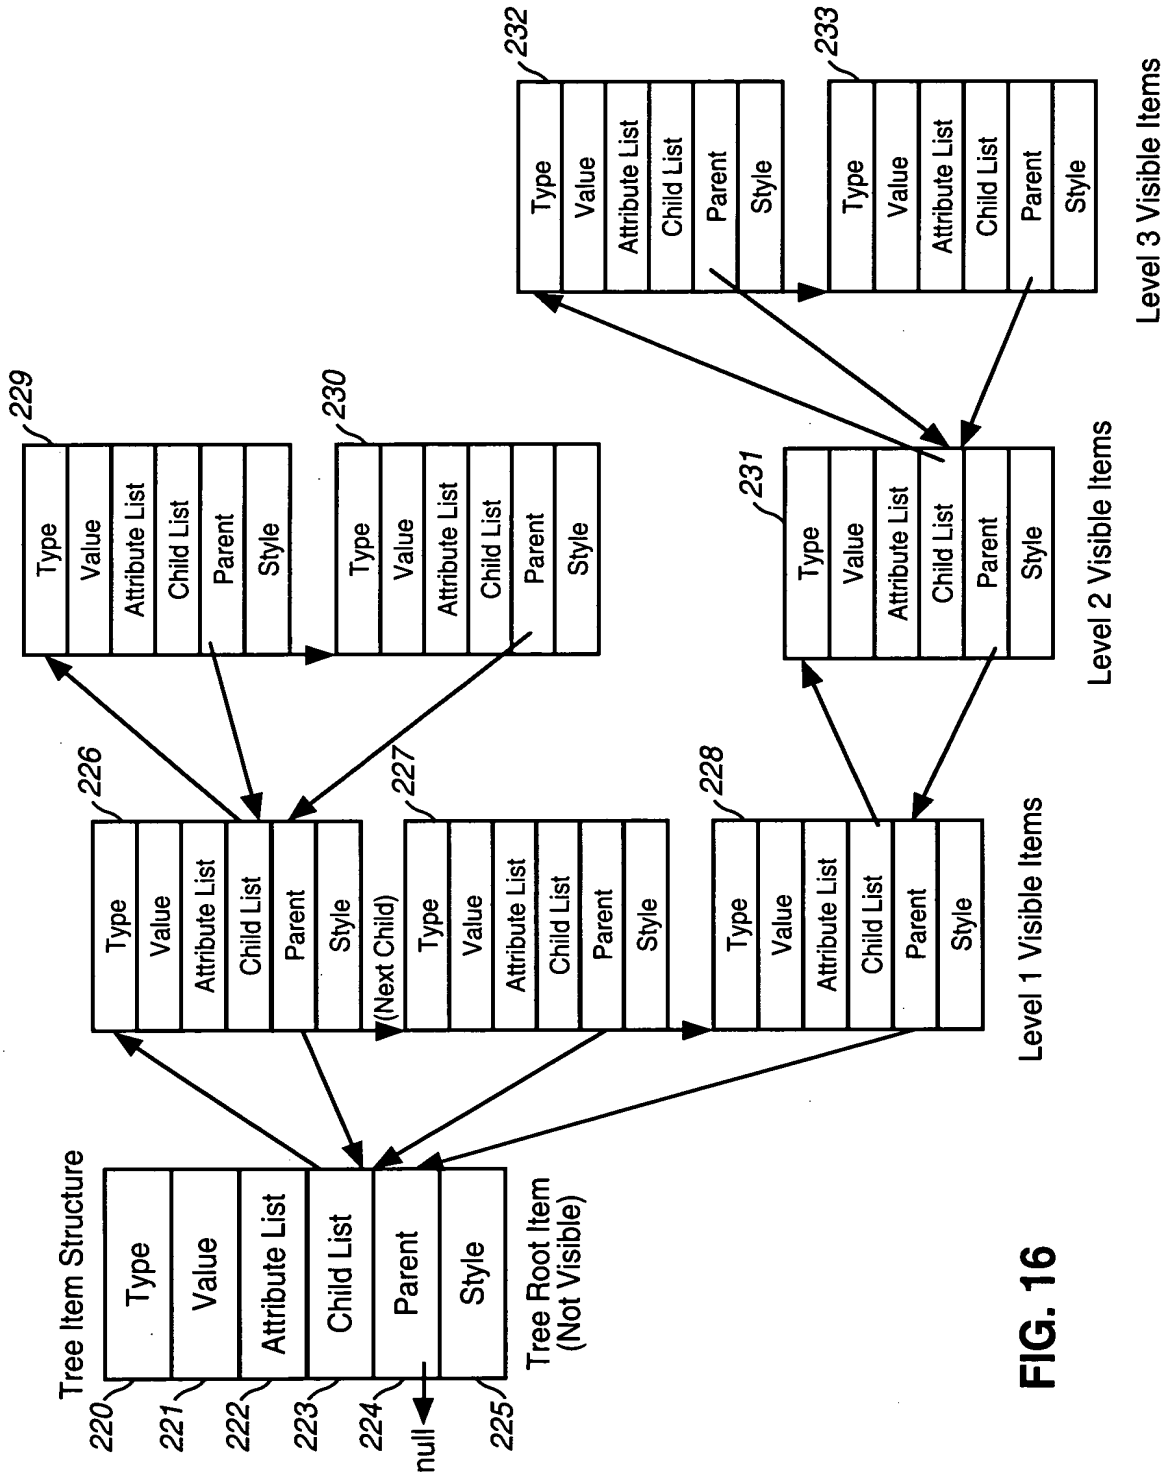 Tree Item Structure
220
Type
221
Value
222
Attribute List
223
Child List
224
Parent
null
225
Style
Tree Root Item
(Not Visible)
226
Type
Value
Attribute List
Child List
Parent
Style
(Next Child)
227
Type
Value
Attribute List
Child List
Parent
Style
228
Type
Value
Attribute List
Child List
Parent
Style
Level 1 Visible Items
229
Type
Value
Attribute List
Child List
Parent
Style
230
Type
Value
Attribute List
Child List
Parent
Style
231
Type
Value
Attribute List
Child List
Parent
Style
Level 2 Visible Items
232
Type
Value
Attribute List
Child List
Parent
Style
233
Type
Value
Attribute List
Child List
Parent
Style
Level 3 Visible Items
FIG. 16